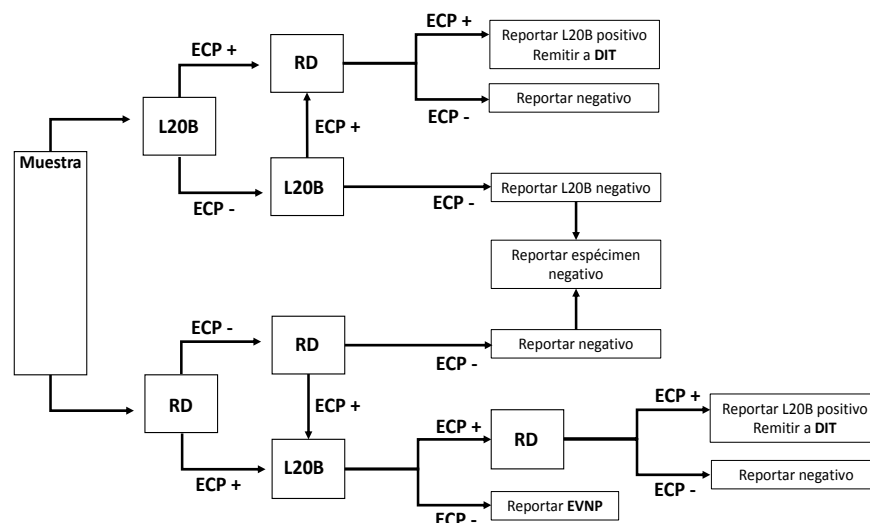 ECP +
RD
ECP +
Reportar L20B positivo
Remitir a DIT
L20B
ECP +
ECP -
Reportar negativo
Muestra
ECP -
L20B
ECP -
Reportar L20B negativo
Reportar espécimen
negativo
ECP -
RD
ECP -
Reportar negativo
RD
ECP +
ECP +
L20B
ECP +
RD
ECP +
Reportar L20B positivo
Remitir a DIT
ECP -
Reportar negativo
ECP -
Reportar EVNP